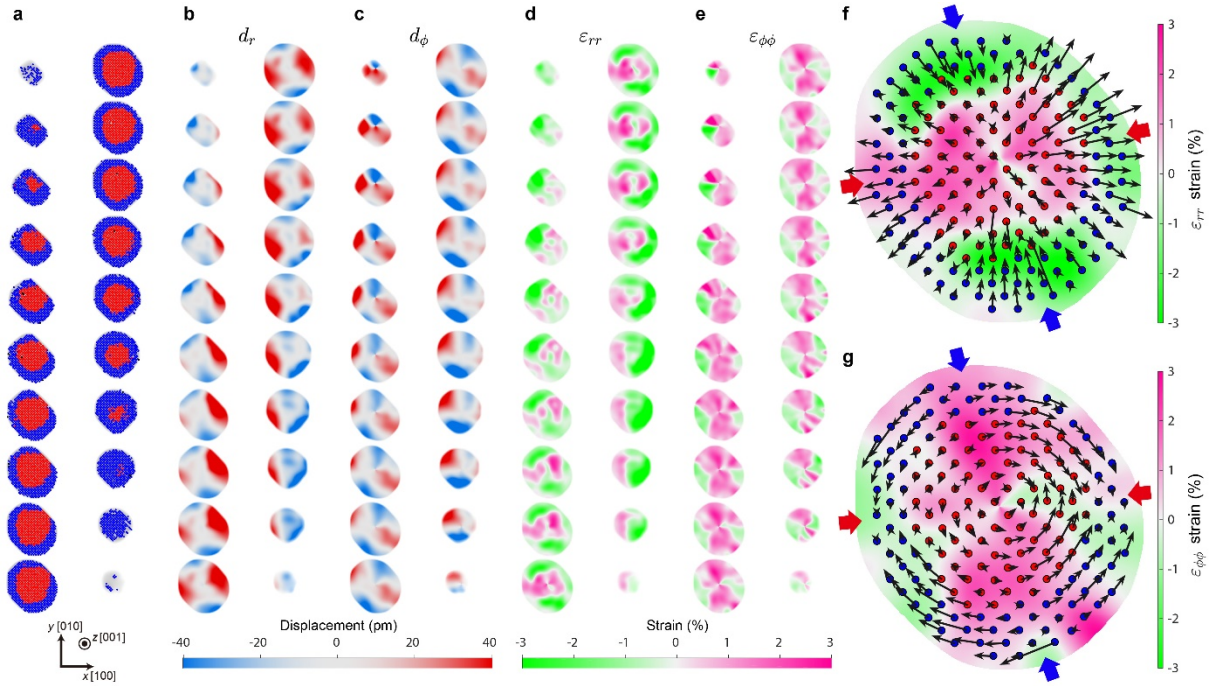 a
b
c
d
e
f
d_r
d_ϕ
ε_rr
ε_ϕϕ
3
2
1
0
-1
-2
-3
ε_rr strain (%)
g
3
2
1
0
-1
-2
-3
ε_ϕϕ strain (%)
y [010]
z [001]
x [100]
Displacement (pm)
-40
-20
0
20
40
Strain (%)
-3
-2
-1
0
1
2
3